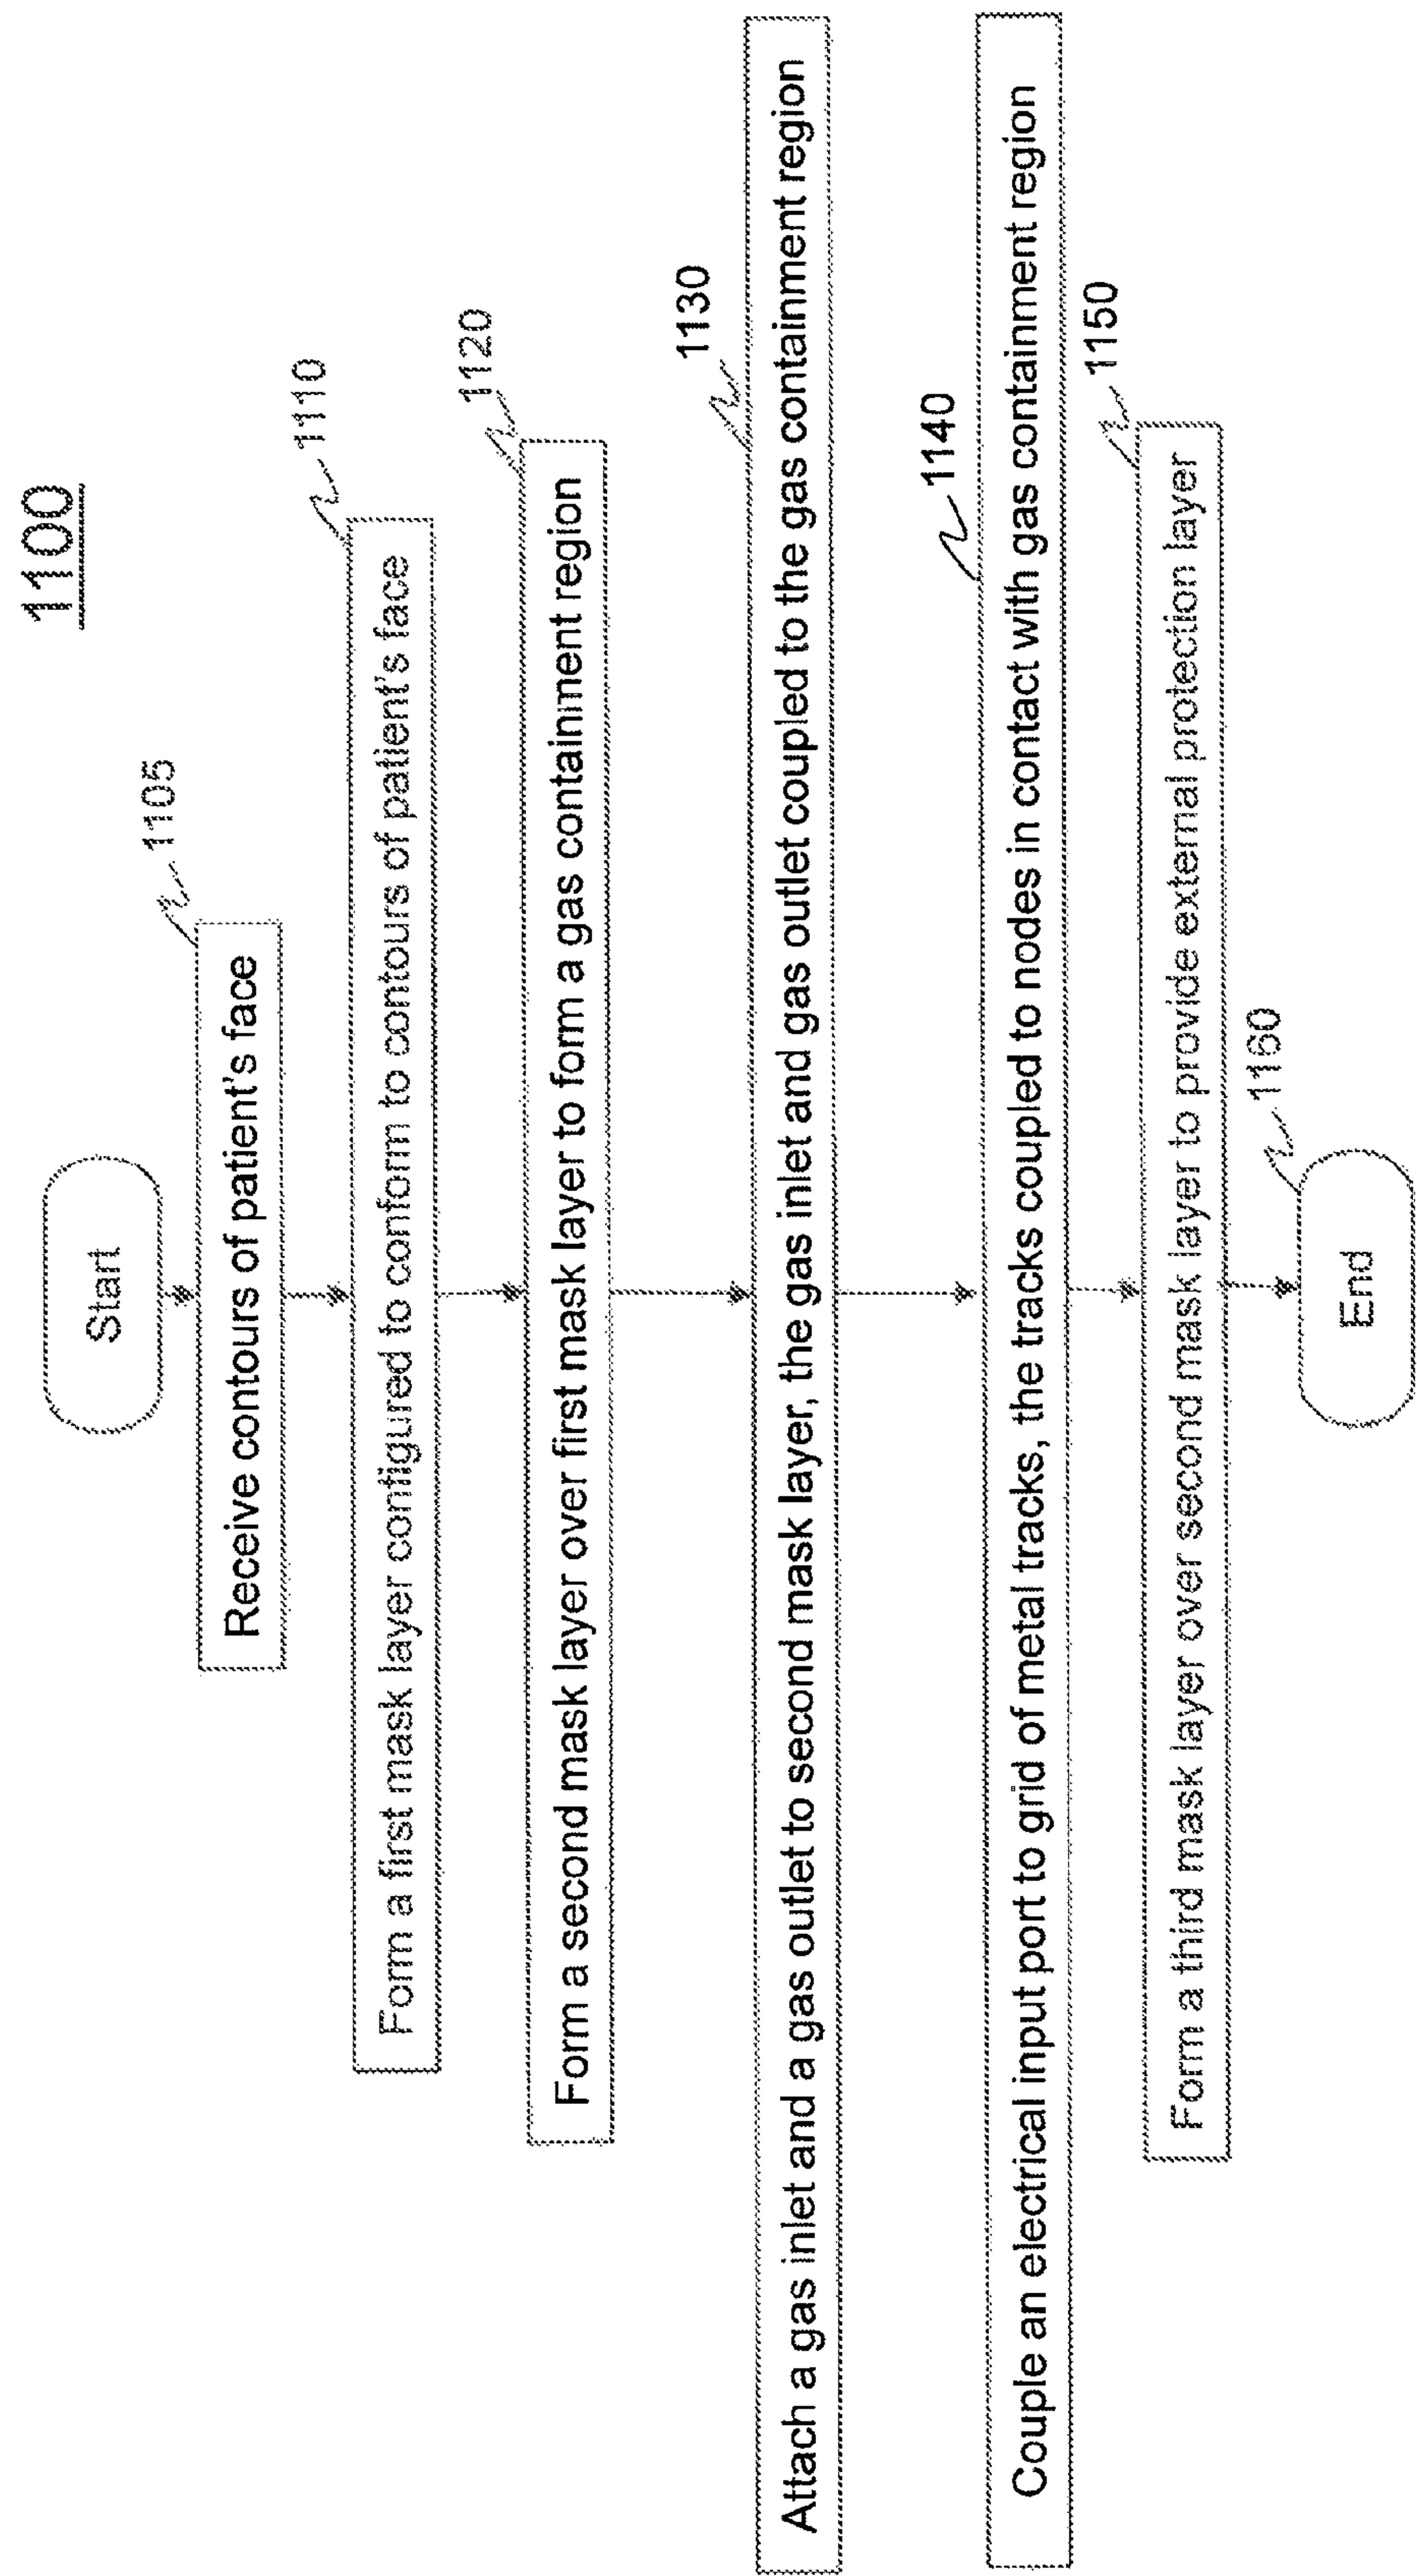 1100
Start
1105
Receive contours of patient's face
1110
Form a first mask layer configured to conform to contours of patient's face
1120
Form a second mask layer over first mask layer to form a gas containment region
1130
Attach a gas inlet and a gas outlet to second mask layer, the gas inlet and gas outlet coupled to the gas containment region
1140
Couple an electrical input port to grid of metal tracks, the tracks coupled to nodes in contact with gas containment region
1150
Form a third mask layer over second mask layer to provide external protection layer
1160
End